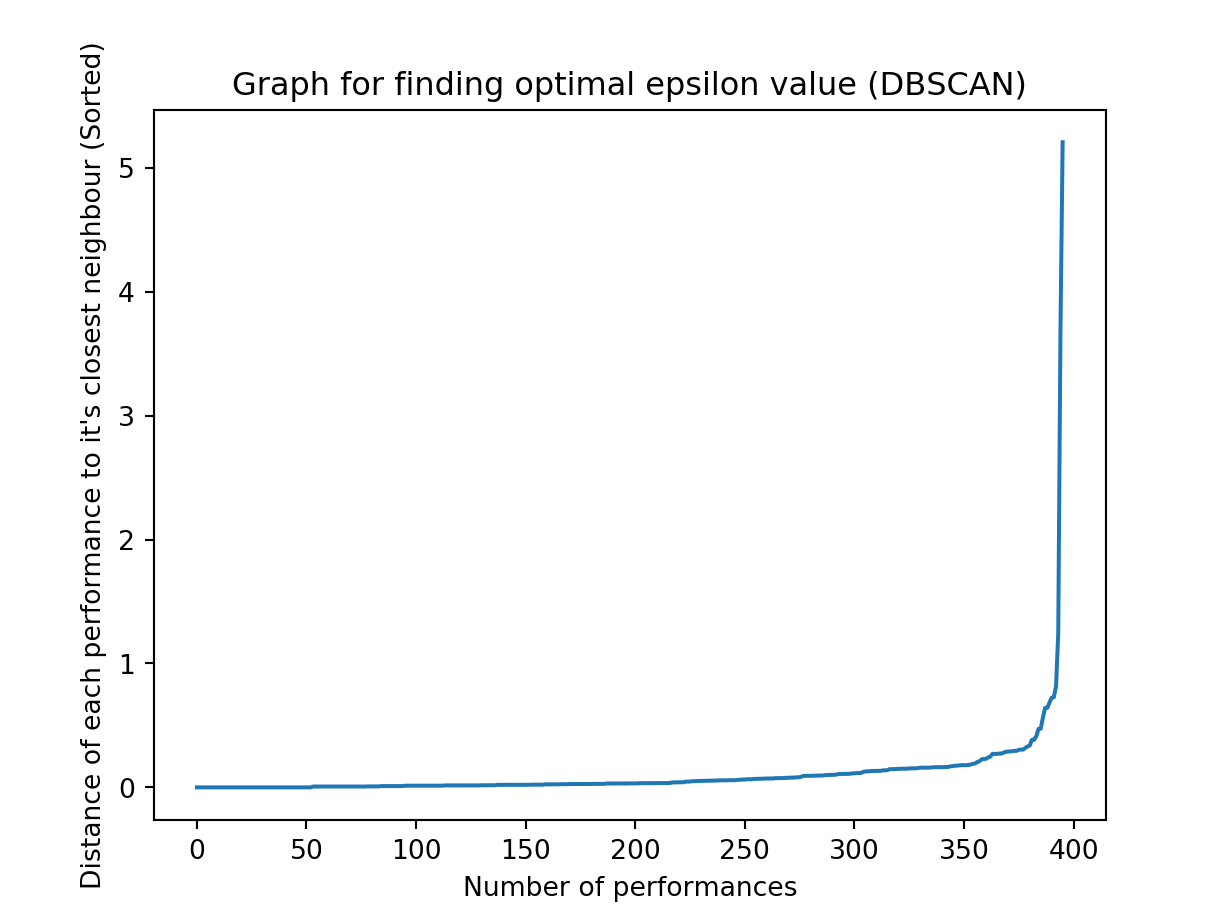 Graph for finding optimal epsilon value (DBSCAN)
Distance of each performance to it's closest neighbour (Sorted)
5
4
3
2
1
0
0 50 100 150 200 250 300 350 400
Number of performances